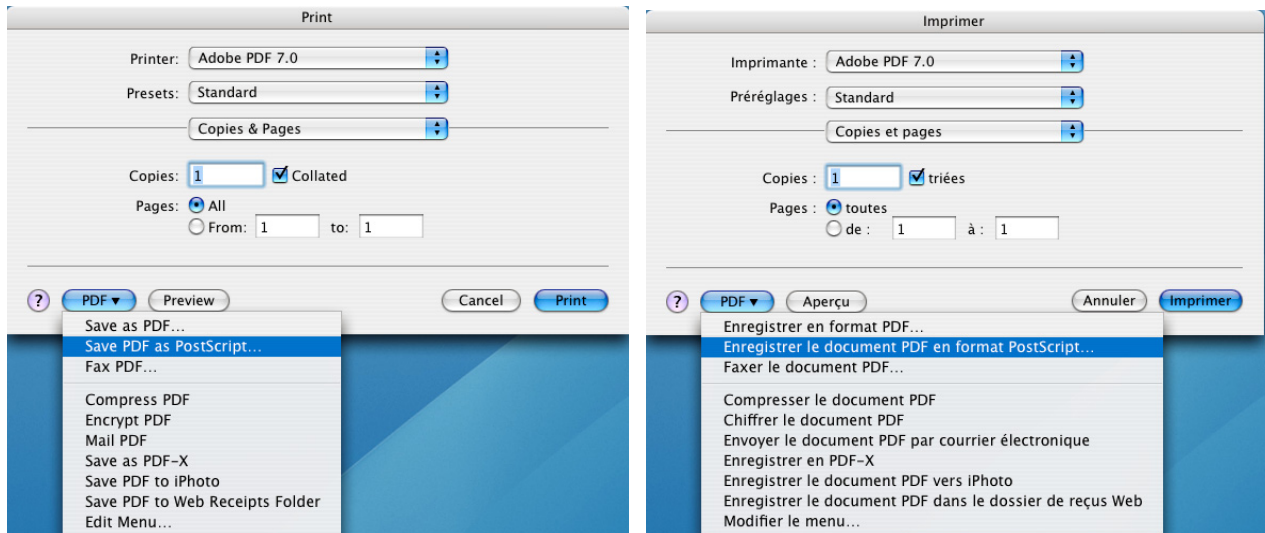 Print
Printer: Adobe PDF 7.0
Presets: Standard
Copies & Pages
Copies: 1 Collated
Pages: All
From: 1 to: 1
? PDF▼ Preview Cancel Print
Save as PDF...
Save PDF as PostScript...
Fax PDF...
Compress PDF
Encrypt PDF
Mail PDF
Save as PDF-X
Save PDF to iPhoto
Save PDF to Web Receipts Folder
Edit Menu...
Imprimer
Imprimante : Adobe PDF 7.0
Préréglages : Standard
Copies et pages
Copies : 1 triées
Pages : toutes
de : 1 à : 1
? PDF▼ Aperçu Annuler Imprimer
Enregistrer en format PDF...
Enregistrer le document PDF en format PostScript...
Faxer le document PDF...
Compresser le document PDF
Chiffrer le document PDF
Envoyer le document PDF par courrier électronique
Enregistrer en PDF-X
Enregistrer le document PDF vers iPhoto
Enregistrer le document PDF dans le dossier de reçus Web
Modifier le menu...